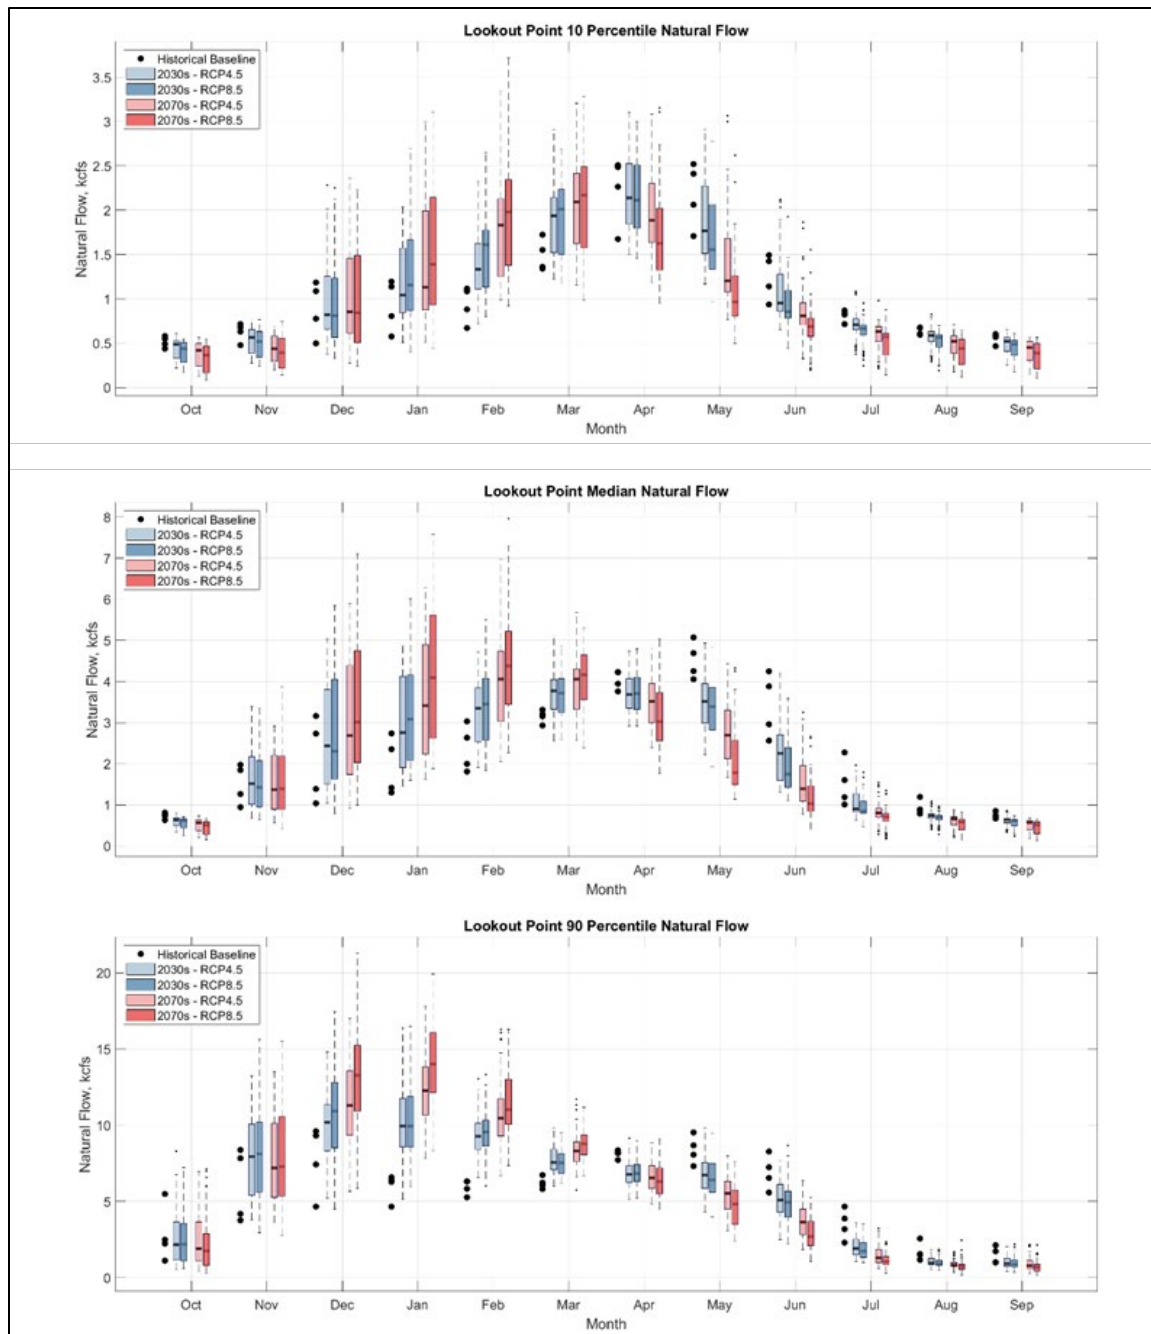 Lookout Point 10 Percentile Natural Flow
Historical Baseline
2030s - RCP4.5
2030s - RCP8.5
2070s - RCP4.5
2070s - RCP8.5
Natural Flow, kcfs
3.5
3
2.5
2
1.5
1
0.5
0
Oct Nov Dec Jan Feb Mar Apr May Jun Jul Aug Sep
Month
Lookout Point Median Natural Flow
Historical Baseline
2030s - RCP4.5
2030s - RCP8.5
2070s - RCP4.5
2070s - RCP8.5
Natural Flow, kcfs
8
7
6
5
4
3
2
1
0
Oct Nov Dec Jan Feb Mar Apr May Jun Jul Aug Sep
Month
Lookout Point 90 Percentile Natural Flow
Historical Baseline
2030s - RCP4.5
2030s - RCP8.5
2070s - RCP4.5
2070s - RCP8.5
Natural Flow, kcfs
20
15
10
5
0
Oct Nov Dec Jan Feb Mar Apr May Jun Jul Aug Sep
Month